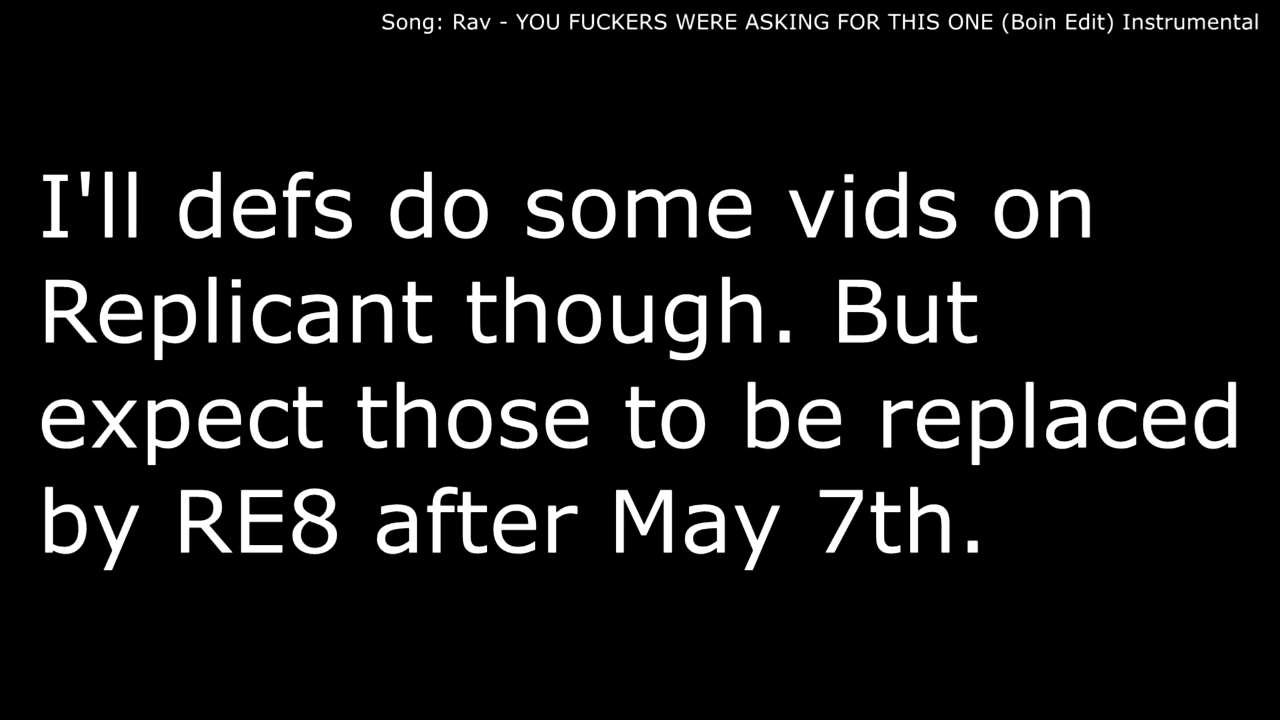 Song: Rav - YOU FUCKERS WERE ASKING FOR THIS ONE (Boin Edit) Instrumental
I'll defs do some vids on
Replicant though. But
expect those to be replaced
by RE8 after May 7th.